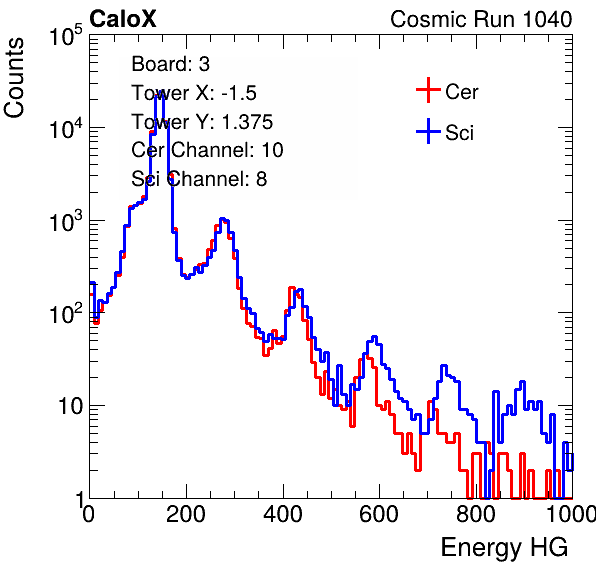 CaloX Cosmic Run 1040
Counts
Board: 3
Tower X: -1.5
Tower Y: 1.375
Cer Channel: 10
Sci Channel: 8
Cer
Sci
10^5
10^4
10^3
10^2
10
1
0 200 400 600 800 1000
Energy HG